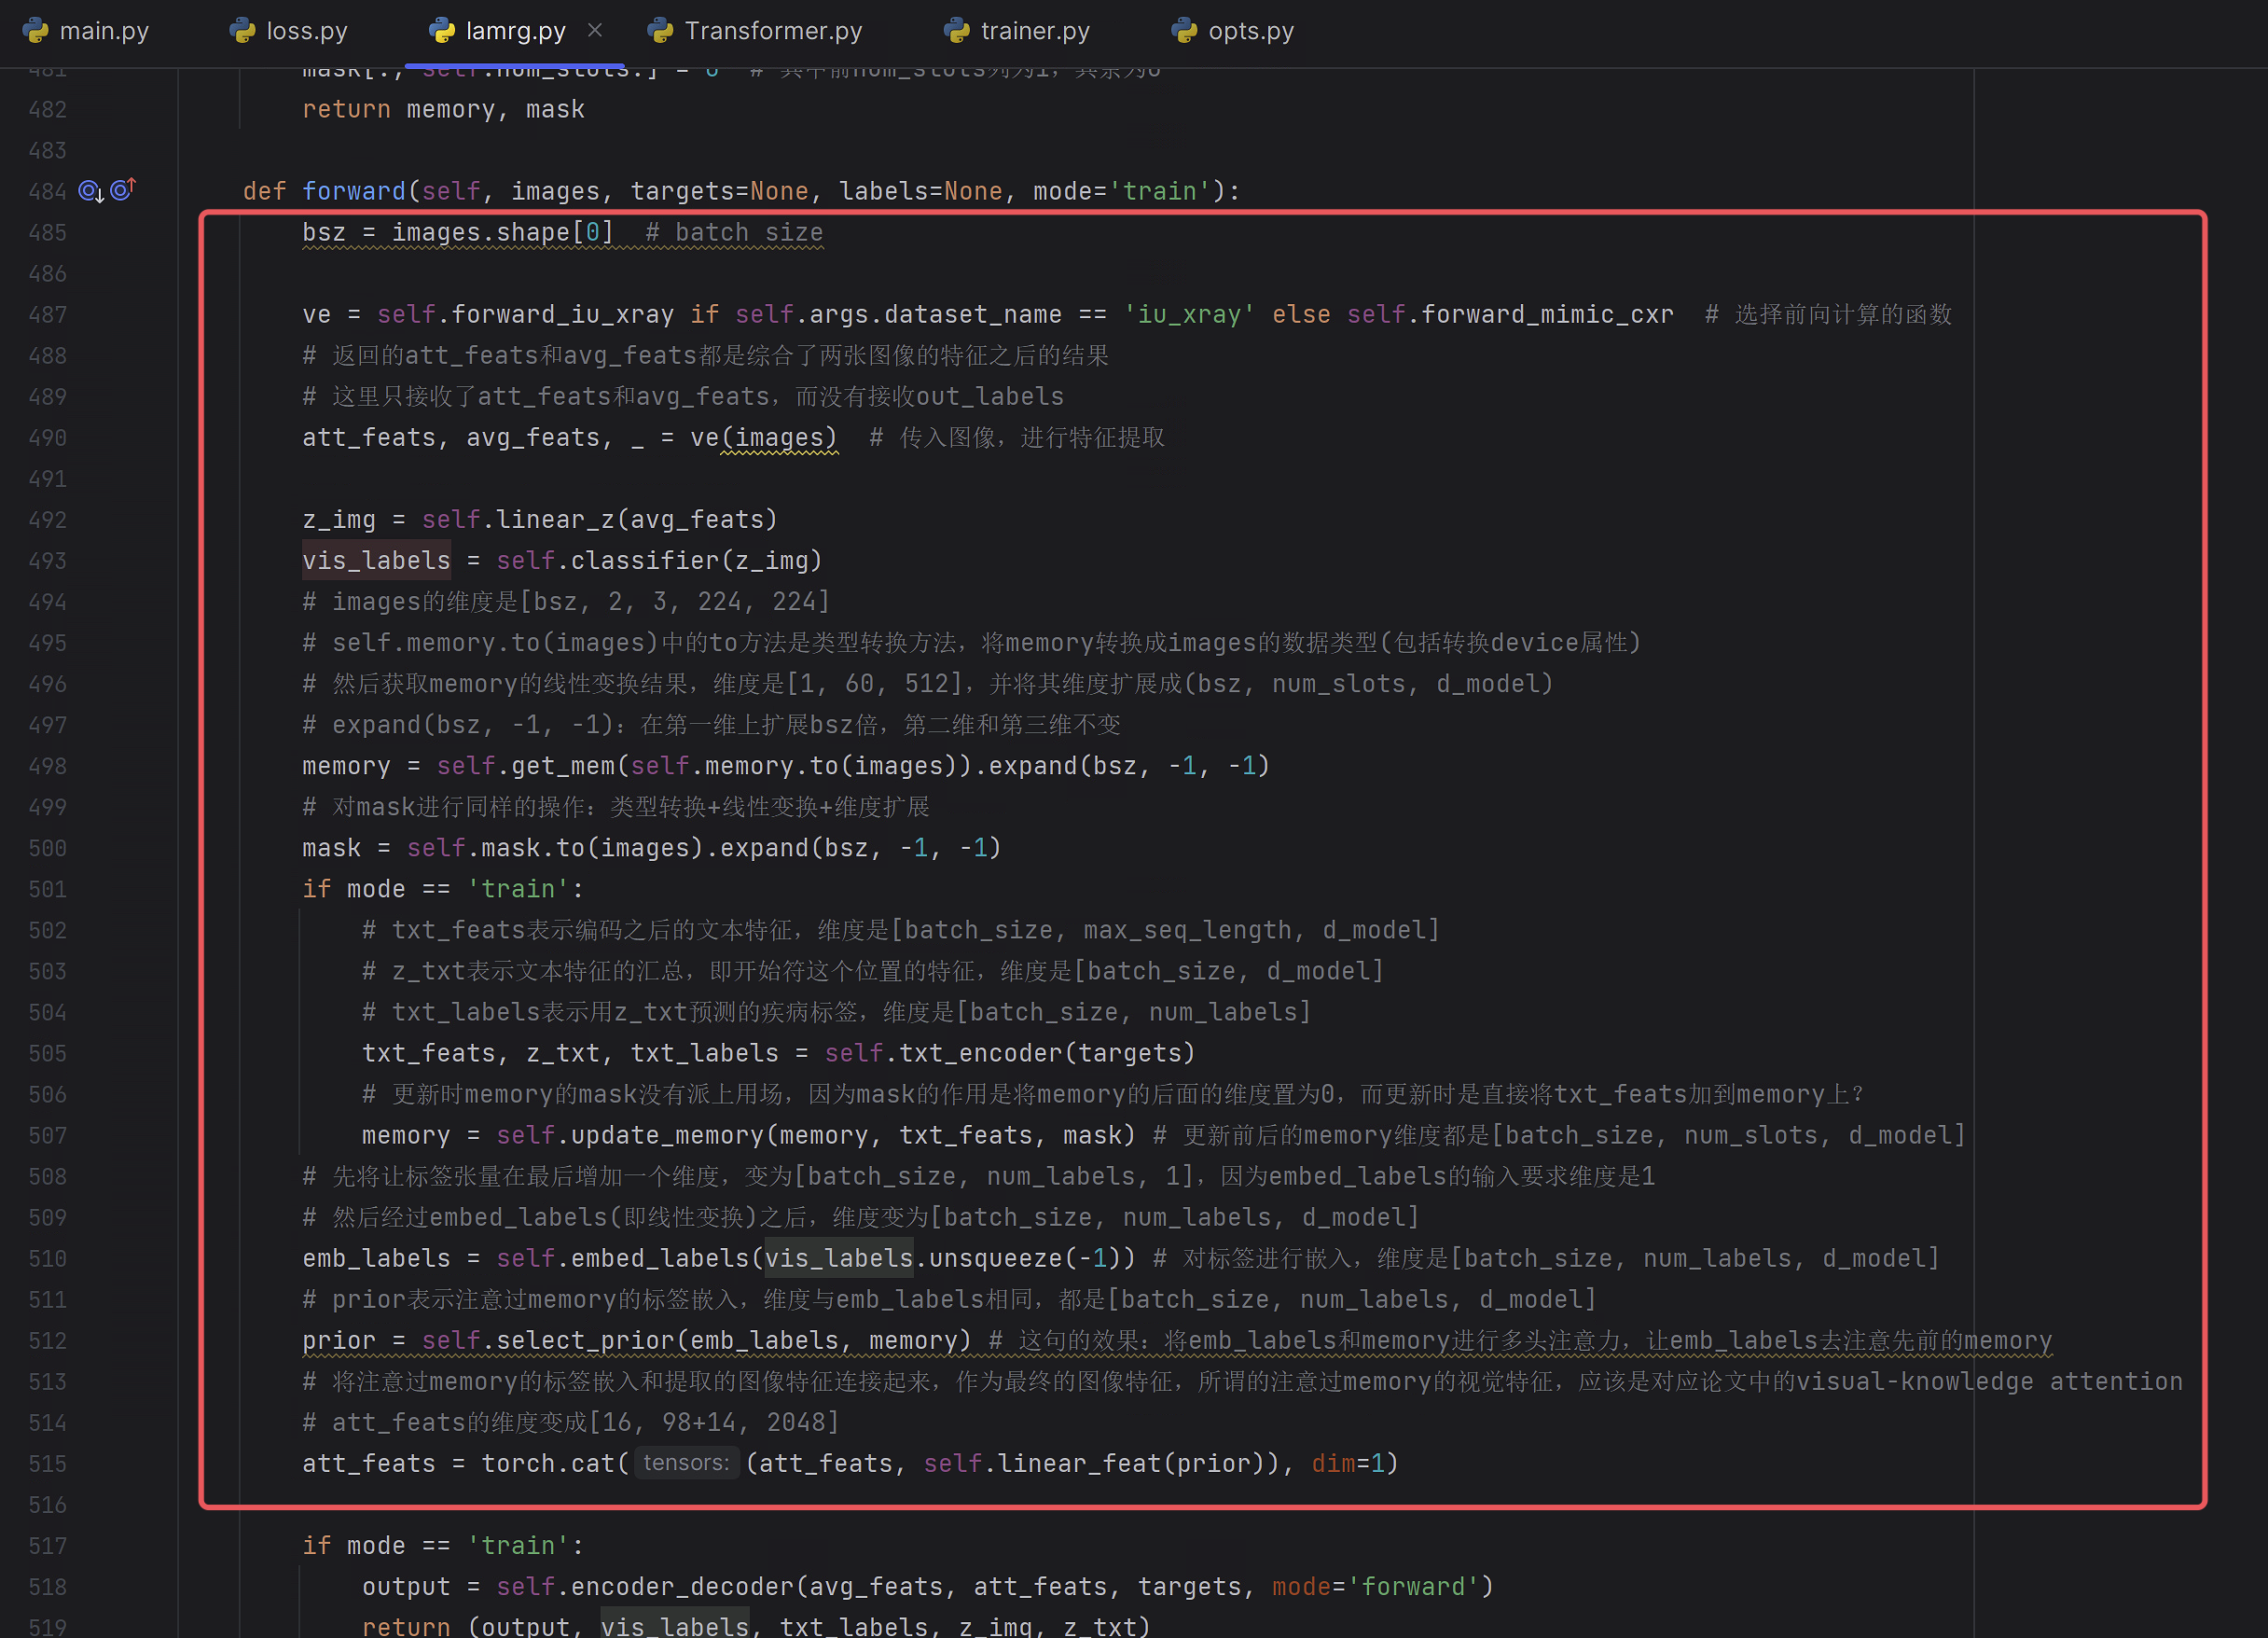 main.py loss.py lamrg.py Transformer.py trainer.py opts.py
481 mask[:, self.num_slots:] = 0 # 其中前num_slots列为1，其余为0
482 return memory, mask
483
484 def forward(self, images, targets=None, labels=None, mode='train'):
485 bsz = images.shape[0] # batch size
486
487 ve = self.forward_iu_xray if self.args.dataset_name == 'iu_xray' else self.forward_mimic_cxr # 选择前向计算的函数
488 # 返回的att_feats和avg_feats都是综合了两张图像的特征之后的结果
489 # 这里只接收了att_feats和avg_feats，而没有接收out_labels
490 att_feats, avg_feats, _ = ve(images) # 传入图像，进行特征提取
491
492 z_img = self.linear_z(avg_feats)
493 vis_labels = self.classifier(z_img)
494 # images的维度是[bsz, 2, 3, 224, 224]
495 # self.memory.to(images)中的to方法是类型转换方法，将memory转换成images的数据类型(包括转换device属性)
496 # 然后获取memory的线性变换结果，维度是[1, 60, 512]，并将其维度扩展成(bsz, num_slots, d_model)
497 # expand(bsz, -1, -1)：在第一维上扩展bsz倍，第二维和第三维不变
498 memory = self.get_mem(self.memory.to(images)).expand(bsz, -1, -1)
499 # 对mask进行同样的操作：类型转换+线性变换+维度扩展
500 mask = self.mask.to(images).expand(bsz, -1, -1)
501 if mode == 'train':
502 # txt_feats表示编码之后的文本特征，维度是[batch_size, max_seq_length, d_model]
503 # z_txt表示文本特征的汇总，即开始符这个位置的特征，维度是[batch_size, d_model]
504 # txt_labels表示用z_txt预测的疾病标签，维度是[batch_size, num_labels]
505 txt_feats, z_txt, txt_labels = self.txt_encoder(targets)
506 # 更新时memory的mask没有派上用场，因为mask的作用是将memory的后面的维度置为0，而更新时是直接将txt_feats加到memory上？
507 memory = self.update_memory(memory, txt_feats, mask) # 更新前后的memory维度都是[batch_size, num_slots, d_model]
508 # 先将让标签张量在最后增加一个维度，变为[batch_size, num_labels, 1]，因为embed_labels的输入要求维度是1
509 # 然后经过embed_labels(即线性变换)之后，维度变为[batch_size, num_labels, d_model]
510 emb_labels = self.embed_labels(vis_labels.unsqueeze(-1)) # 对标签进行嵌入，维度是[batch_size, num_labels, d_model]
511 # prior表示注意过memory的标签嵌入，维度与emb_labels相同，都是[batch_size, num_labels, d_model]
512 prior = self.select_prior(emb_labels, memory) # 这句的效果：将emb_labels和memory进行多头注意力，让emb_labels去注意先前的memory
513 # 将注意过memory的标签嵌入和提取的图像特征连接起来，作为最终的图像特征，所谓的注意过memory的视觉特征，应该是对应论文中的visual-knowledge attention
514 # att_feats的维度变成[16, 98+14, 2048]
515 att_feats = torch.cat( tensors: (att_feats, self.linear_feat(prior)), dim=1)
516
517 if mode == 'train':
518 output = self.encoder_decoder(avg_feats, att_feats, targets, mode='forward')
519 return (output, vis_labels, txt_labels, z_img, z_txt)